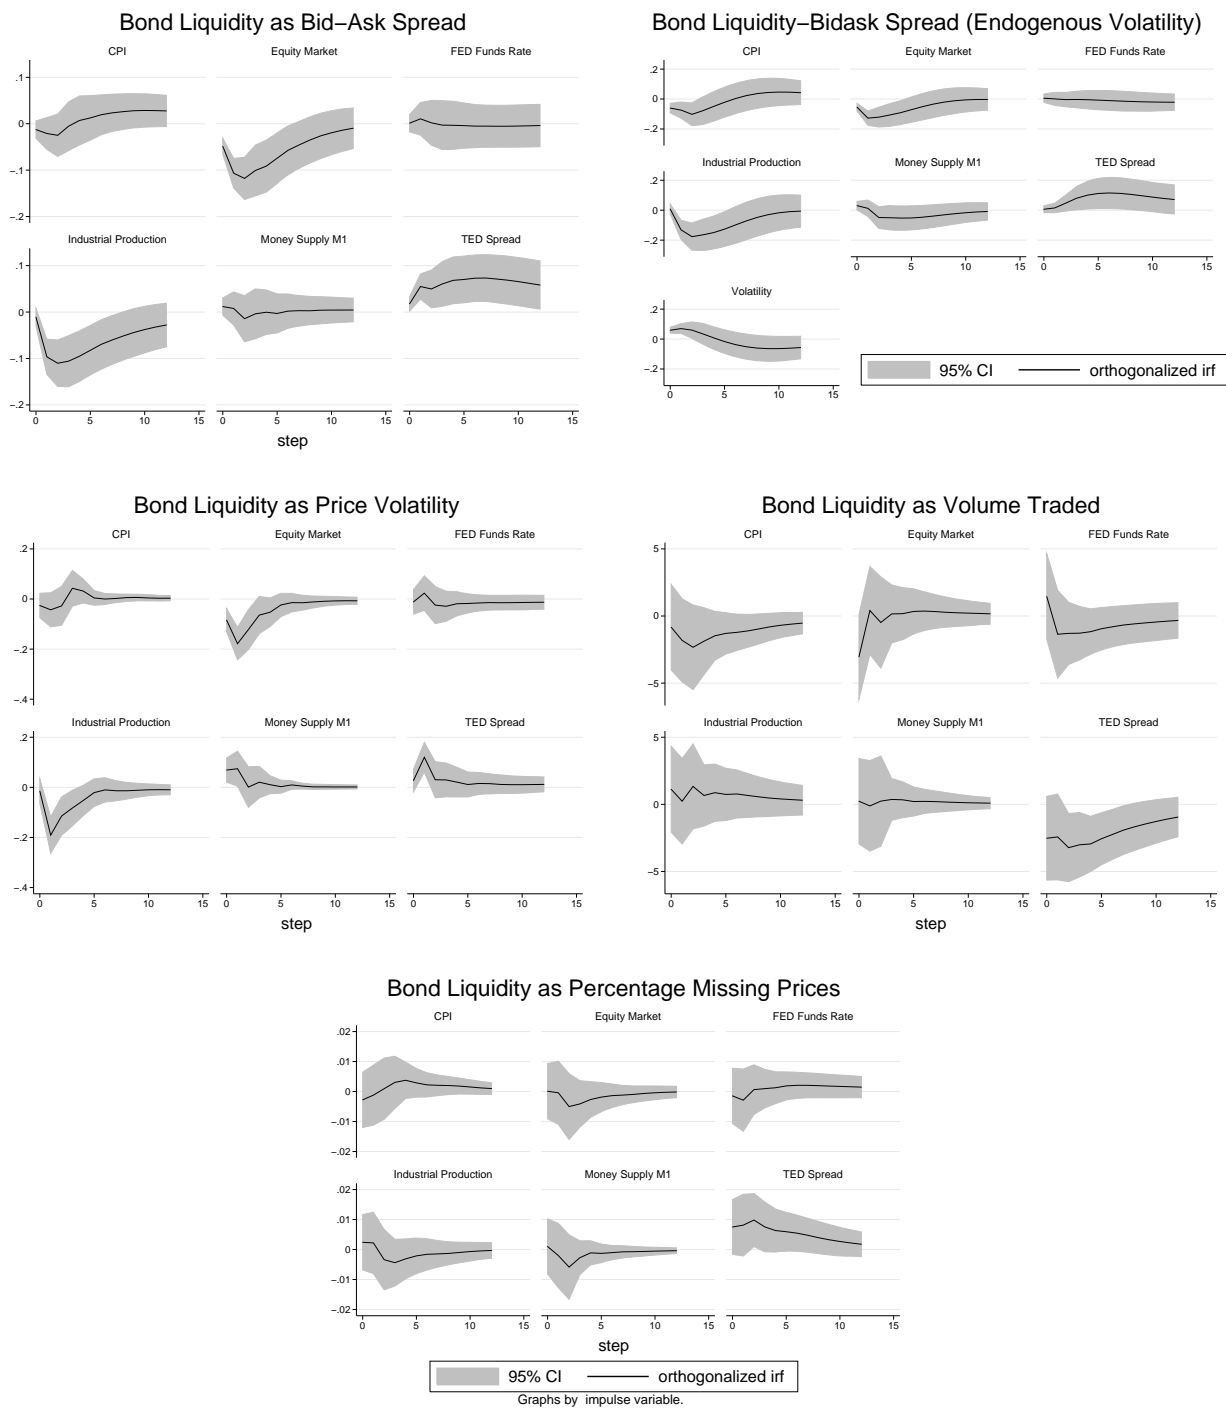 Bond Liquidity as Bid−Ask Spread
CPI Equity Market FED Funds Rate
.1
0
−.1
−.2
Industrial Production Money Supply M1 TED Spread
.1
0
−.1
−.2
0 5 10 15 0 5 10 15 0 5 10 15
step
Bond Liquidity−Bidask Spread (Endogenous Volatility)
CPI Equity Market FED Funds Rate
.2
0
−.2
Industrial Production Money Supply M1 TED Spread
.2
0
−.2
0 5 10 15 0 5 10 15
Volatility
.2
0
−.2
0 5 10 15
95% CI orthogonalized irf
Bond Liquidity as Price Volatility
CPI Equity Market FED Funds Rate
.2
0
−.2
−.4
Industrial Production Money Supply M1 TED Spread
.2
0
−.2
−.4
0 5 10 15 0 5 10 15 0 5 10 15
step
Bond Liquidity as Volume Traded
CPI Equity Market FED Funds Rate
5
0
−5
Industrial Production Money Supply M1 TED Spread
5
0
−5
0 5 10 15 0 5 10 15 0 5 10 15
step
Bond Liquidity as Percentage Missing Prices
CPI Equity Market FED Funds Rate
.02
.01
0
−.01
−.02
Industrial Production Money Supply M1 TED Spread
.02
.01
0
−.01
−.02
0 5 10 15 0 5 10 15 0 5 10 15
step
95% CI orthogonalized irf
Graphs by impulse variable.